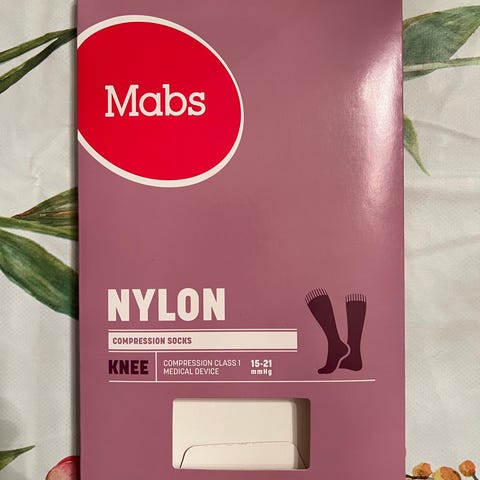 Mabs
NYLON
COMPRESSION SOCKS
KNEE
COMPRESSION CLASS 1
MEDICAL DEVICE
15-21
mmHg